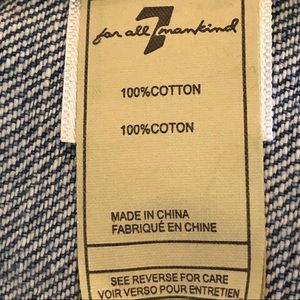 for all 7 mankind
100%COTTON
100%COTON
MADE IN CHINA
FABRIQUÉ EN CHINE
SEE REVERSE FOR CARE
VOIR VERSO POUR ENTRETIEN